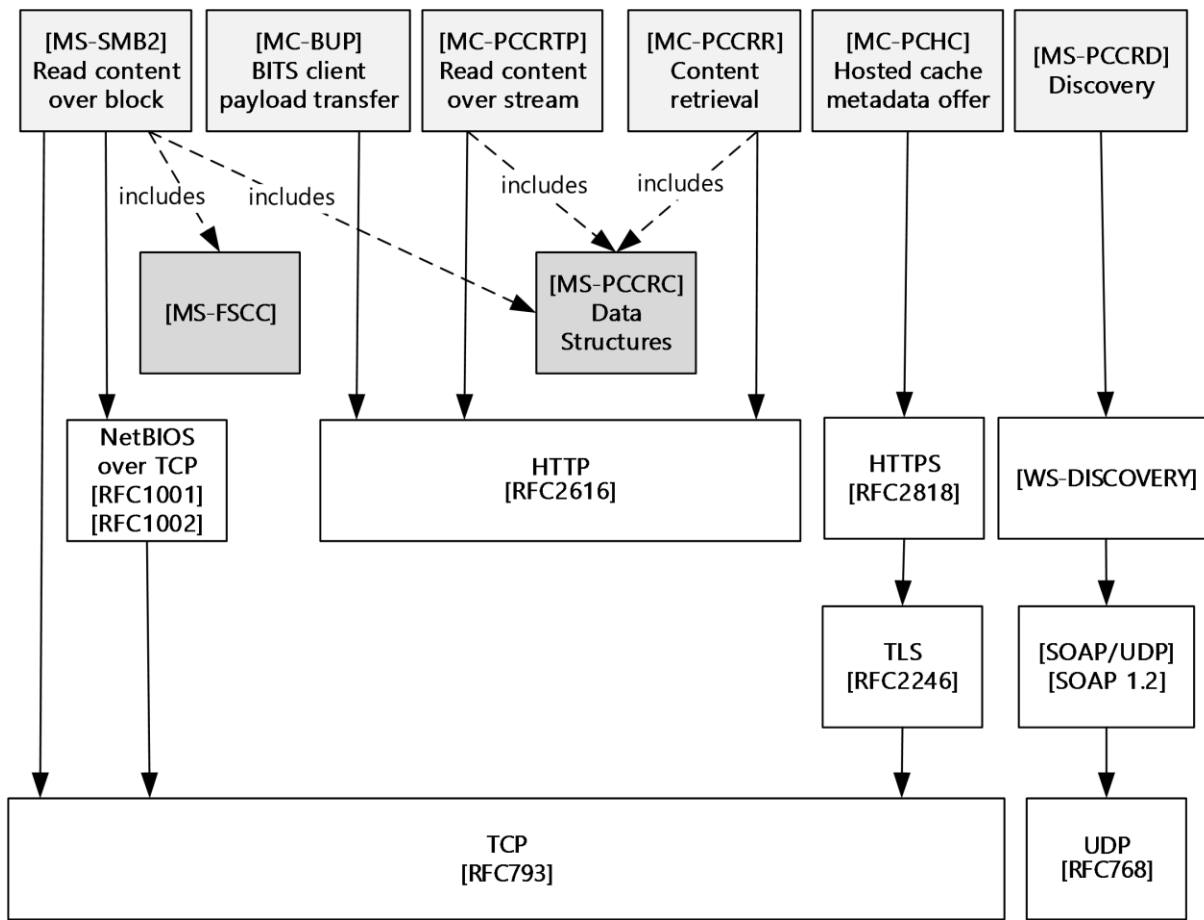 [MS-SMB2]
Read content
over block
[MC-BUP]
BITS client
payload transfer
[MC-PCCRTP]
Read content
over stream
[MC-PCCRR]
Content
retrieval
[MC-PCHC]
Hosted cache
metadata offer
[MS-PCCRD]
Discovery
includes
includes
includes
includes
[MS-FSCC]
[MS-PCCRC]
Data
Structures
NetBIOS
over TCP
[RFC1001]
[RFC1002]
HTTP
[RFC2616]
HTTPS
[RFC2818]
[WS-DISCOVERY]
TLS
[RFC2246]
[SOAP/UDP]
[SOAP 1.2]
TCP
[RFC793]
UDP
[RFC768]